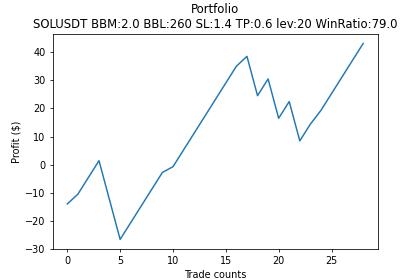 Portfolio
SOLUSDT BBM:2.0 BBL:260 SL:1.4 TP:0.6 lev:20 WinRatio:79.0
Profit ($)
40
30
20
10
0
−10
−20
−30
0 5 10 15 20 25
Trade counts